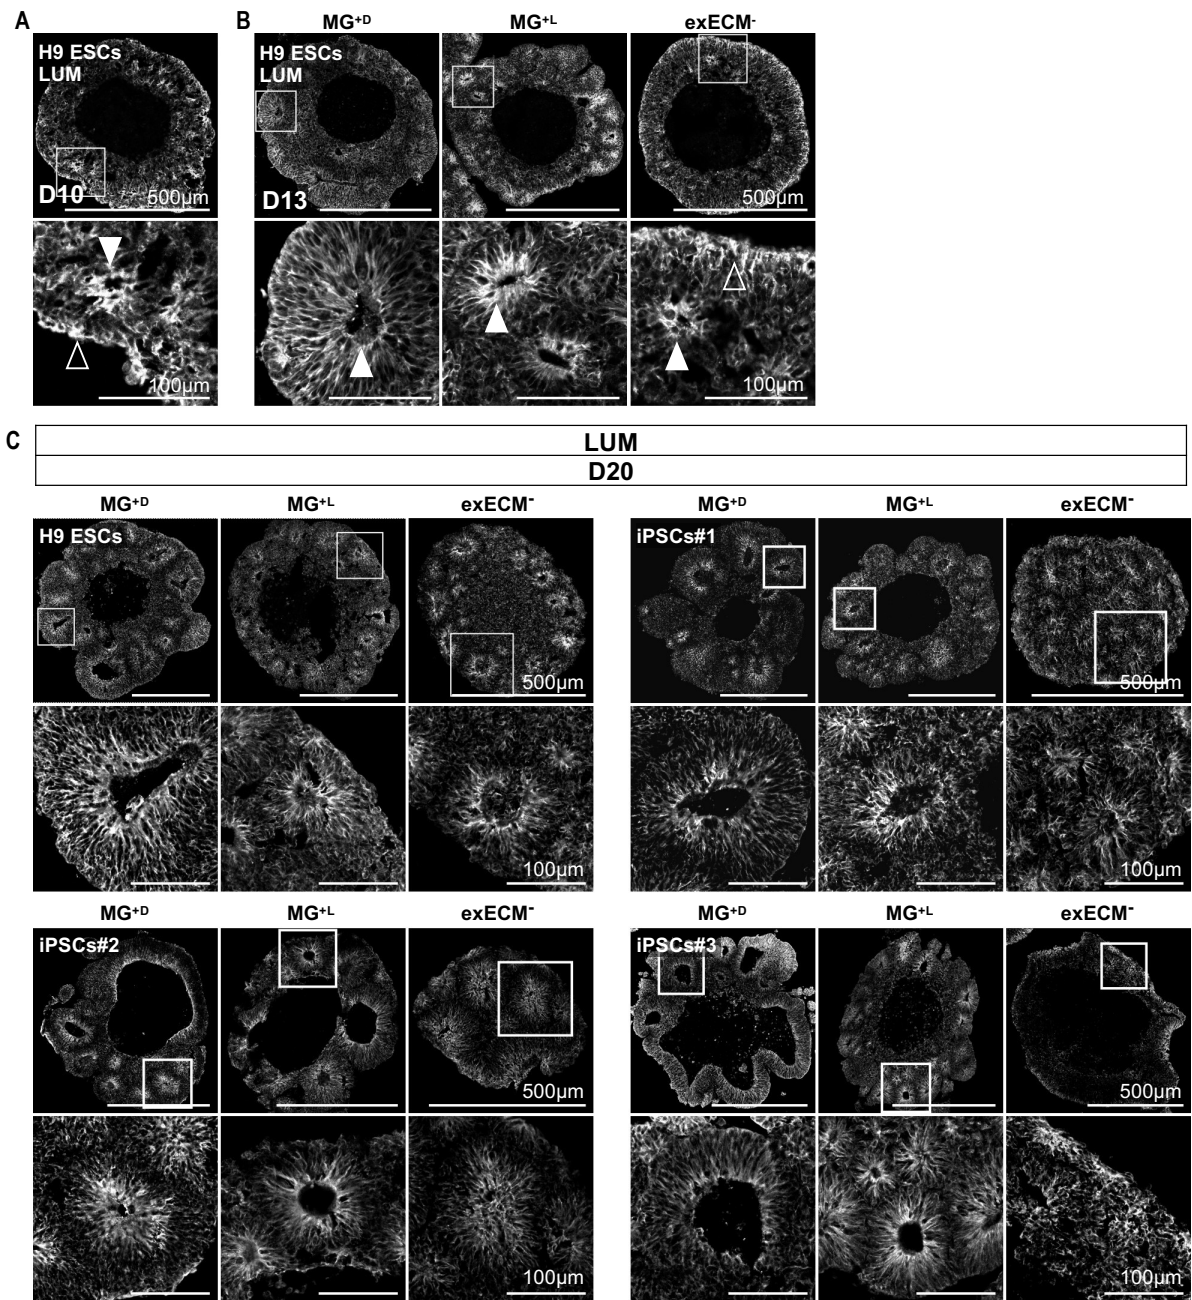 A
B
MG+D
MG+L
exECM-
H9 ESCs
LUM
D10
500µm
H9 ESCs
LUM
D13
500µm
100µm
100µm
C
LUM
D20
MG+D
MG+L
exECM-
MG+D
MG+L
exECM-
H9 ESCs
500µm
iPSCs#1
500µm
100µm
100µm
MG+D
MG+L
exECM-
MG+D
MG+L
exECM-
iPSCs#2
500µm
iPSCs#3
500µm
100µm
100µm